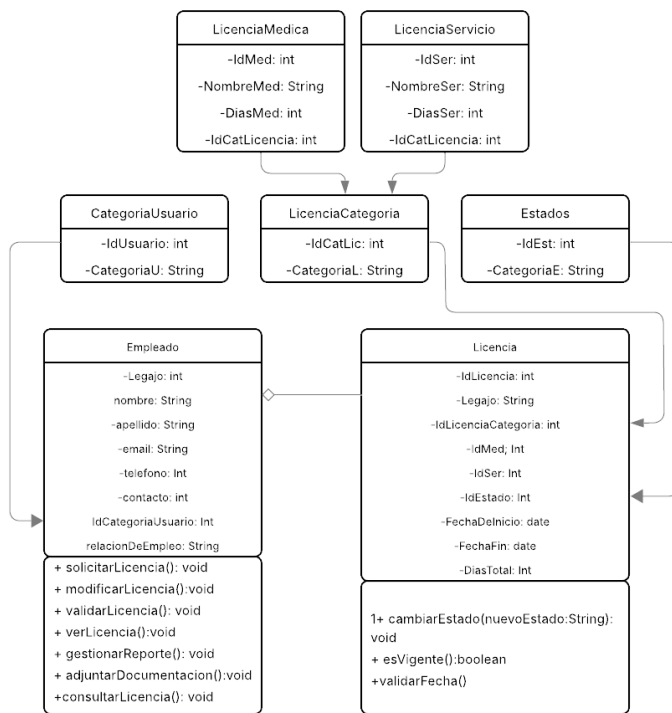 LicenciaMedica
-IdMed: int
-NombreMed: String
-DiasMed: int
-IdCatLicencia: int
LicenciaServicio
-IdSer: int
-NombreSer: String
-DiasSer: int
-IdCatLicencia: int
CategoriaUsuario
-IdUsuario: int
-CategoriaU: String
LicenciaCategoria
-IdCatLic: int
-CategoriaL: String
Estados
-IdEst: int
-CategoriaE: String
Empleado
-Legajo: int
nombre: String
-apellido: String
-email: String
-telefono: Int
-contacto: int
IdCategoriaUsuario: Int
relacionDeEmpleo: String
+ solicitarLicencia(): void
+ modificarLicencia():void
+ validarLicencia(): void
+ verLicencia():void
+ gestionarReporte(): void
+ adjuntarDocumentacion():void
+consultarLicencia(): void
Licencia
-IdLicencia: int
-Legajo: String
-IdLicenciaCategoria: int
-IdMed; Int
-IdSer: Int
-IdEstado: Int
-FechaDeInicio: date
-FechaFin: date
-DiasTotal: Int
1+ cambiarEstado(nuevoEstado:String):
void
+ esVigente():boolean
+validarFecha()